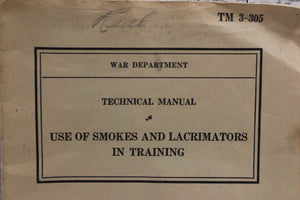 TM 3-305
WAR DEPARTMENT
TECHNICAL MANUAL
USE OF SMOKES AND LACRIMATORS
IN TRAINING